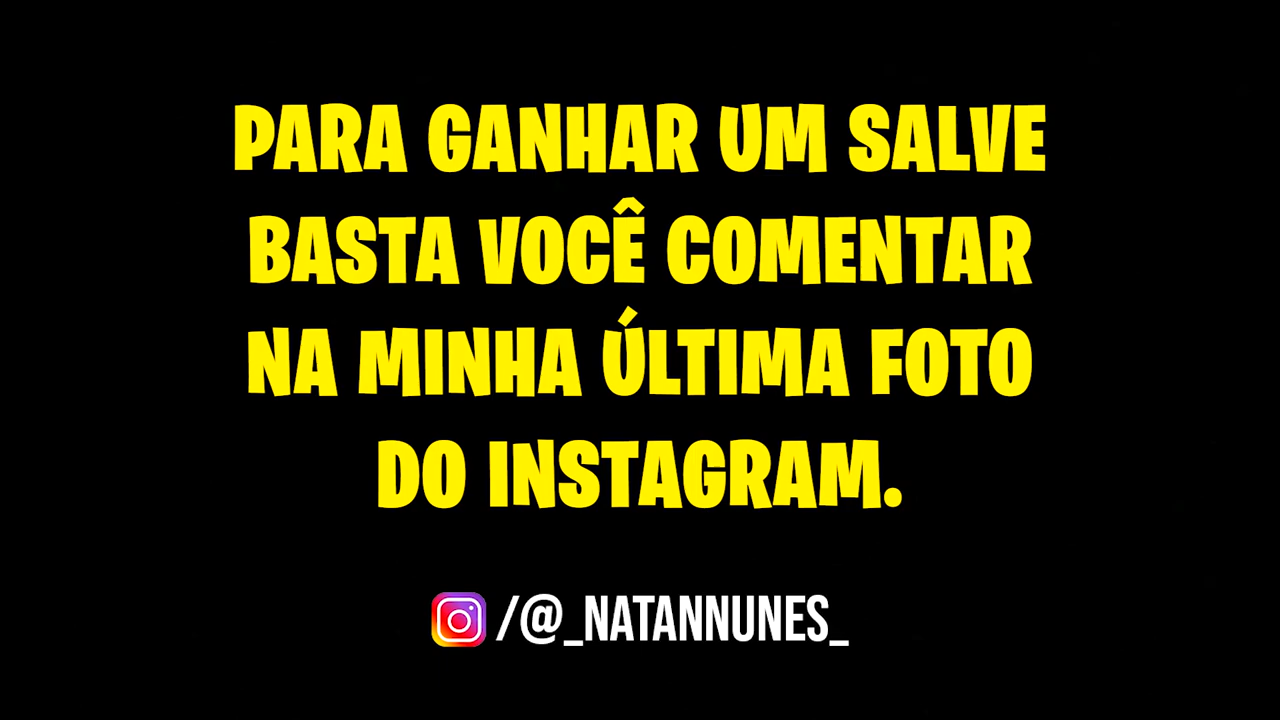 PARA GANHAR UM SALVE
BASTA VOCÊ COMENTAR
NA MINHA ÚLTIMA FOTO
DO INSTAGRAM.
/@_NATANNUNES_